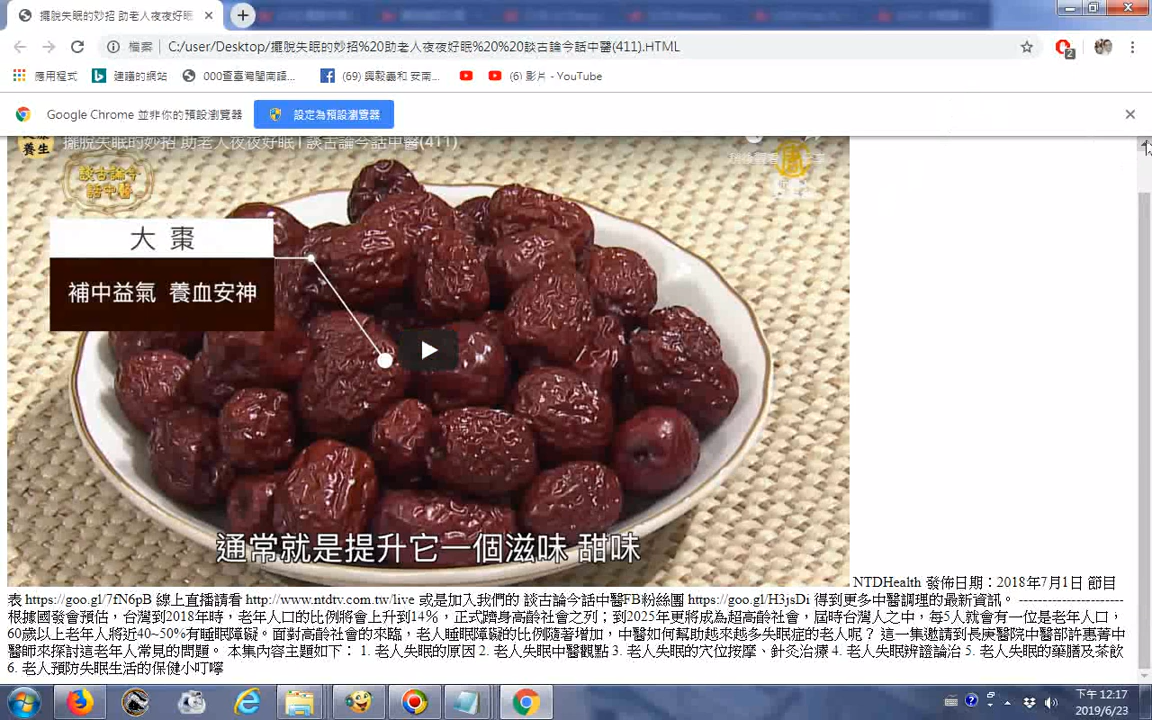 擺脫失眠的妙招 助老人夜夜好眠
檔案
C:/user/Desktop/擺脫失眠的妙招%20助老人夜夜好眠%20%20談古論今話中醫(411).HTML
2
應用程式
建議的網站
000查臺灣閩南語...
(69) 興毅義和 安南...
(6) 影片 - YouTube
Google Chrome 並非你的預設瀏覽器
設定為預設瀏覽器
養生
擺脫失眠的妙招 助老人夜夜好眠 | 談古論今話中醫(411)
談古論今
話中醫
大 棗
補中益氣 養血安神
通常就是提升它一個滋味 甜味
NTDHealth 發佈日期：2018年7月1日 節目
表 https://goo.gl/7fN6pB 線上直播請看 http://www.ntdtv.com.tw/live 或是加入我們的 談古論今話中醫FB粉絲團 https://goo.gl/H3jsDi 得到更多中醫調理的最新資訊。 -----------------------
根據國發會預估，台灣到2018年時，老年人口的比例將會上升到14%，正式躋身高齡社會之列；到2025年更將成為超高齡社會，屆時台灣人之中，每5人就會有一位是老年人口，
60歲以上老年人將近40~50%有睡眠障礙。面對高齡社會的來臨，老人睡眠障礙的比例隨著增加，中醫如何幫助越來越多失眠症的老人呢？ 這一集邀請到長庚醫院中醫部許惠菁中
醫師來探討這老年人常見的問題。 本集內容主題如下： 1. 老人失眠的原因 2. 老人失眠中醫觀點 3. 老人失眠的穴位按摩、針灸治療 4. 老人失眠辨證論治 5. 老人失眠的藥膳及茶飲
6. 老人預防失眠生活的保健小叮嚀
下午 12:17
2019/6/23